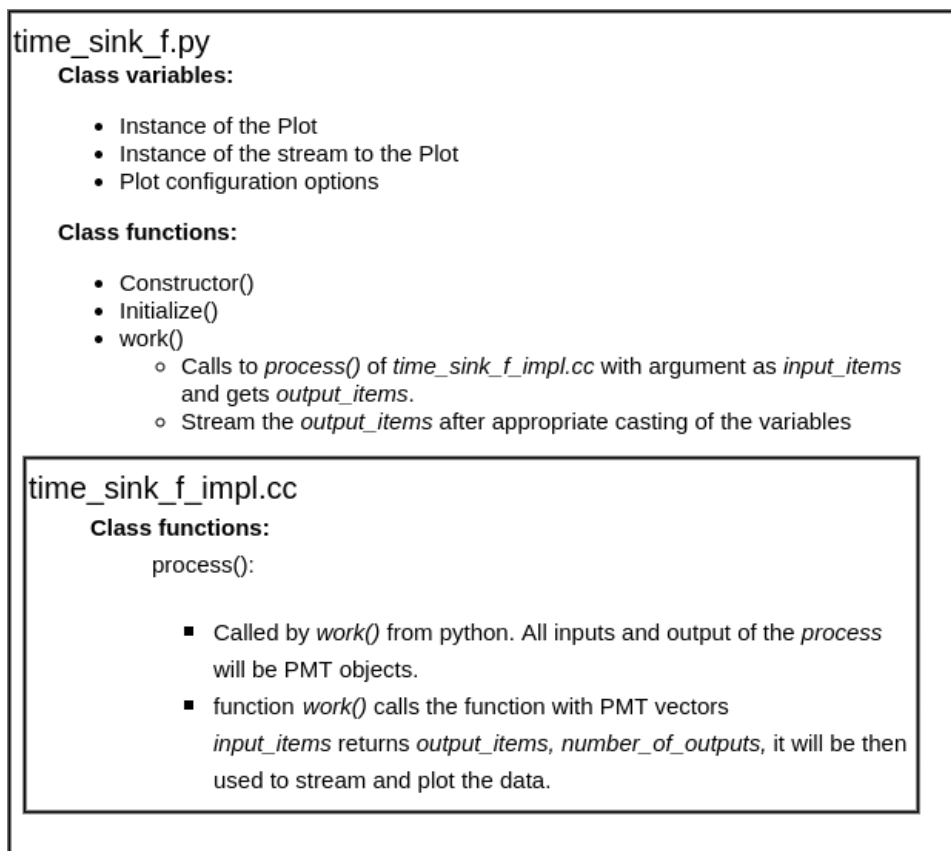 time_sink_f.py
Class variables:
• Instance of the Plot
• Instance of the stream to the Plot
• Plot configuration options
Class functions:
• Constructor()
• Initialize()
• work()
◦ Calls to process() of time_sink_f_impl.cc with argument as input_items
and gets output_items.
◦ Stream the output_items after appropriate casting of the variables
time_sink_f_impl.cc
Class functions:
process():
▪ Called by work() from python. All inputs and output of the process
will be PMT objects.
▪ function work() calls the function with PMT vectors
input_items returns output_items, number_of_outputs, it will be then
used to stream and plot the data.